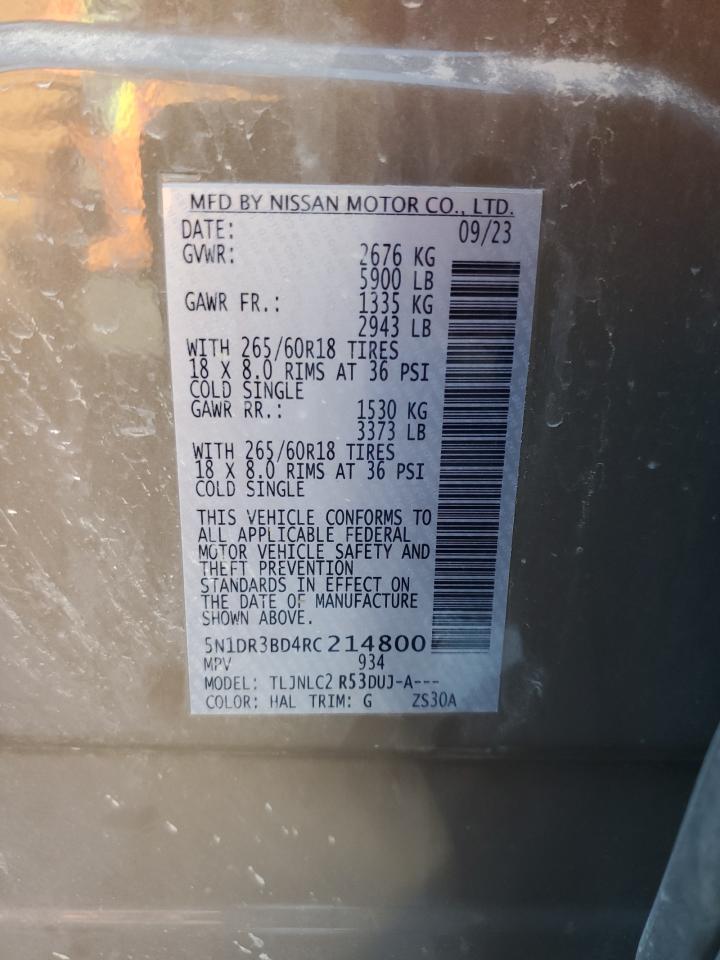 MFD BY NISSAN MOTOR CO., LTD.
DATE: 09/23
GVWR: 2676 KG
5900 LB
GAWR FR.: 1335 KG
2943 LB
WITH 265/60R18 TIRES
18 X 8.0 RIMS AT 36 PSI
COLD SINGLE
GAWR RR.: 1530 KG
3373 LB
WITH 265/60R18 TIRES
18 X 8.0 RIMS AT 36 PSI
COLD SINGLE
THIS VEHICLE CONFORMS TO
ALL APPLICABLE FEDERAL
MOTOR VEHICLE SAFETY AND
THEFT PREVENTION
STANDARDS IN EFFECT ON
THE DATE OF MANUFACTURE
SHOWN ABOVE.
5N1DR3BD4RC214800
MPV 934
MODEL: TLJNLC2 R53DUJ-A---
COLOR: HAL TRIM: G ZS30A